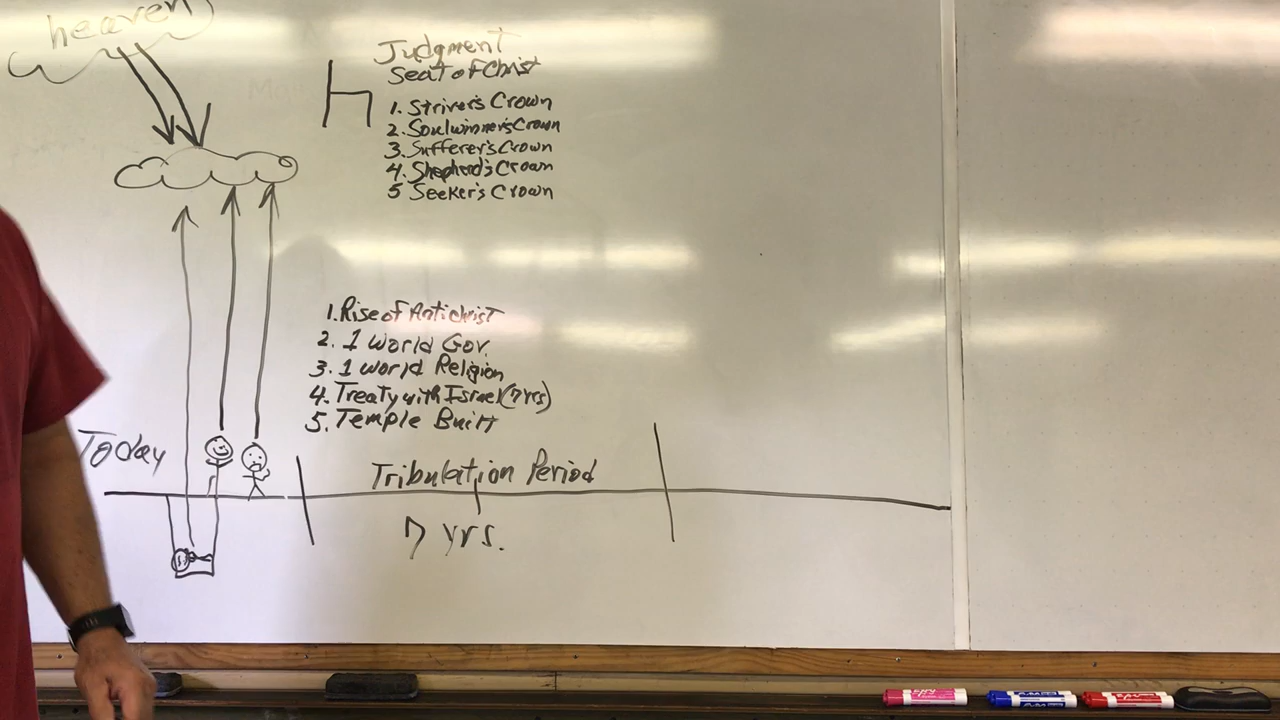 heaven
Judgment
Seat of Christ
1. Striver's Crown
2. Soulwinner's Crown
3. Sufferer's Crown
4. Shepherd's Crown
5 Seeker's Crown
1. Rise of Antichrist
2. 1 World Gov.
3. 1 World Religion
4. Treaty with Israel (7 yrs)
5. Temple Built
Today
Tribulation Period
7 yrs.